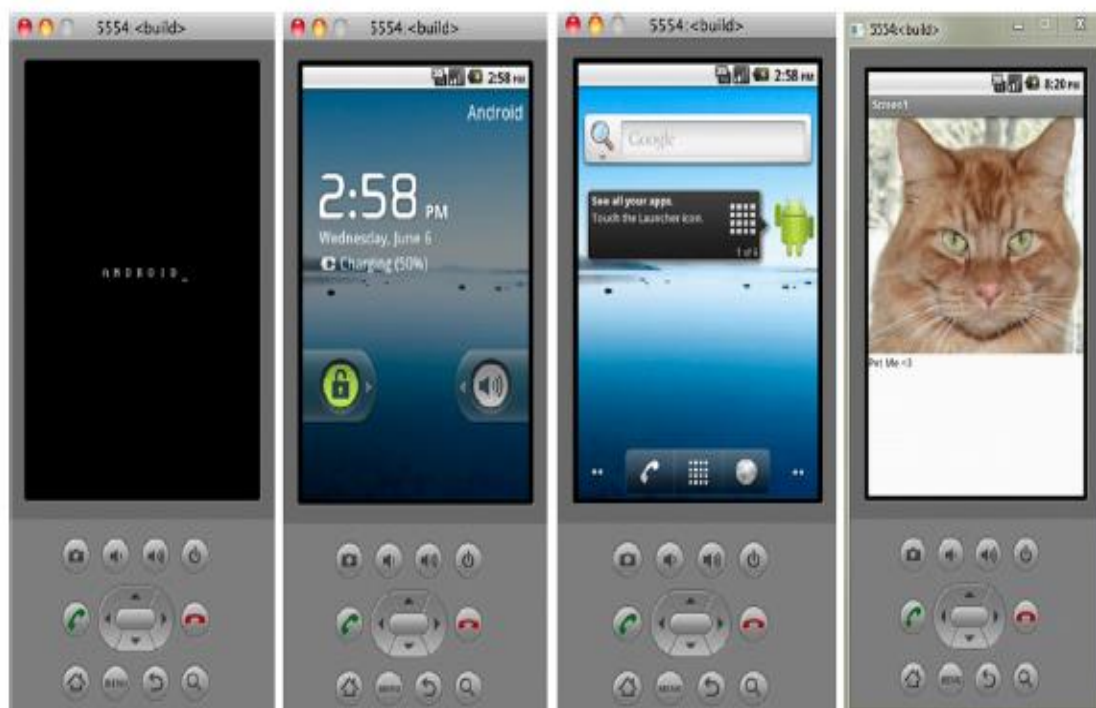 5554:<build>
ANDROID_
MENU
5554:<build>
2:58 PM
Android
2:58 PM
Wednesday, June 6
Charging (50%)
MENU
5554:<build>
2:58 PM
Google
See all your apps.
Touch the Launcher icon.
1 of 6
MENU
5554:<build>
8:20 PM
Screen1
Pet Me <3
MENU